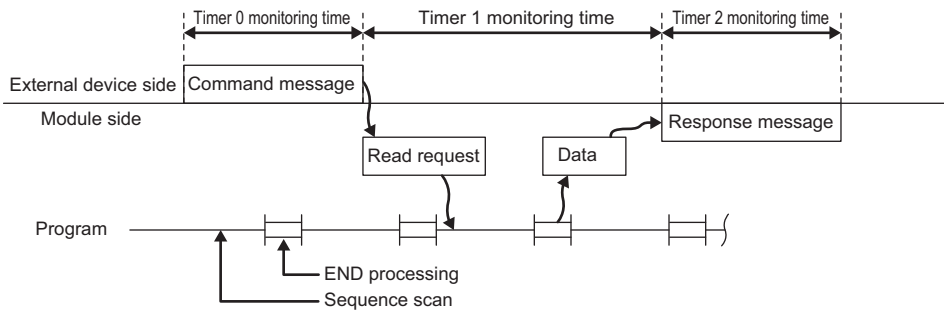 Timer 0 monitoring time
Timer 1 monitoring time
Timer 2 monitoring time
External device side
Command message
Module side
Response message
Read request
Data
Program
END processing
Sequence scan